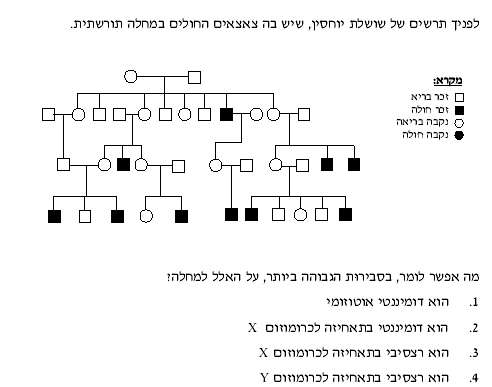 לפניך תרשים של שושלת יוחסין, שיש בה צאצאים החולים במחלה תורשתית.
מקרא:
זכר בריא
זכר חולה
נקבה בריאה
נקבה חולה
מה אפשר לומר, בסבירות הגבוהה ביותר, על האלל למחלה?
1. הוא דומיננטי אוטוזומי
2. הוא דומיננטי בתאחיזה לכרומוזום X
3. הוא רצסיבי בתאחיזה לכרומוזום X
4. הוא רצסיבי בתאחיזה לכרומוזום Y